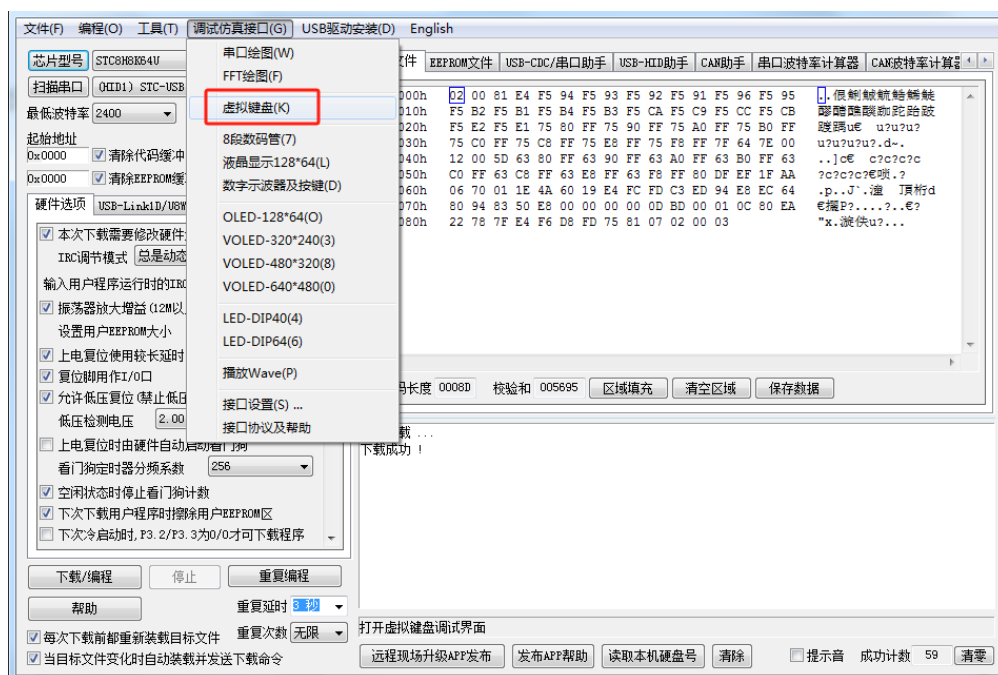 文件(F) 编程(O) 工具(T) 调试仿真接口(G) USB驱动安装(D) English
芯片型号 STC8H8K64U
扫描串口 (HID1) STC-USB
最低波特率 2400
起始地址
0x0000 清除代码缓冲
0x0000 清除EEPROM缓
硬件选项 USB-Link1D/U8W
本次下载需要修改硬件
IRC调节模式 总是动态
输入用户程序运行时的IRC
振荡器放大增益(12M以
设置用户EEPROM大小
上电复位使用较长延时
复位脚用作I/O口
允许低压复位(禁止低压
低压检测电压 2.00
上电复位时由硬件自动启动看门狗
看门狗定时器分频系数 256
空闲状态时停止看门狗计数
下次下载用户程序时擦除用户EEPROM区
下次冷启动时,P3.2/P3.3为0/0才可下载程序
下载/编程 停止 重复编程
帮助 重复延时 3 秒
每次下载前都重新装载目标文件 重复次数 无限
当目标文件变化时自动装载并发送下载命令
串口绘图(W)
FFT绘图(F)
虚拟键盘(K)
8段数码管(7)
液晶显示128*64(L)
数字示波器及按键(D)
OLED-128*64(O)
VOLED-320*240(3)
VOLED-480*320(8)
VOLED-640*480(0)
LED-DIP40(4)
LED-DIP64(6)
播放Wave(P)
接口设置(S) ...
接口协议及帮助
件 EEPROM文件 USB-CDC/串口助手 USB-HID助手 CAN助手 串口波特率计算器 CAN波特率计算器
000h 02 00 81 E4 F5 94 F5 93 F5 92 F5 91 F5 96 F5 95
010h F5 B2 F5 B1 F5 B4 F5 B3 F5 CA F5 C9 F5 CC F5 CB
020h F5 E2 F5 E1 75 80 FF 75 90 FF 75 A0 FF 75 B0 FF u€ u?u?
030h 75 C0 FF 75 C8 FF 75 E8 FF 75 F8 FF 7F 64 7E 00 u?u?u?u?.d~.
040h 12 00 5D 63 80 FF 63 90 FF 63 A0 FF 63 B0 FF 63 ..]c€ c?c?c?c
050h C0 FF 63 C8 FF 63 E8 FF 63 F8 FF 80 DF EF 1F AA ?c?c?c?€唢.?
060h 06 70 01 1E 4A 60 19 E4 FC FD C3 ED 94 E8 EC 64 .p..J`.潼 頂桁d
070h 80 94 83 50 E8 00 00 00 00 0D BD 00 01 0C 80 EA €攦P?....?..€?
080h 22 78 7F E4 F6 D8 FD 75 81 07 02 00 03 "x.漩侠u?...
码长度 0008D 校验和 005695 区域填充 清空区域 保存数据
载 ...
下载成功 !
打开虚拟键盘调试界面
远程现场升级APP发布 发布APP帮助 读取本机硬盘号 清除 提示音 成功计数 59 清零